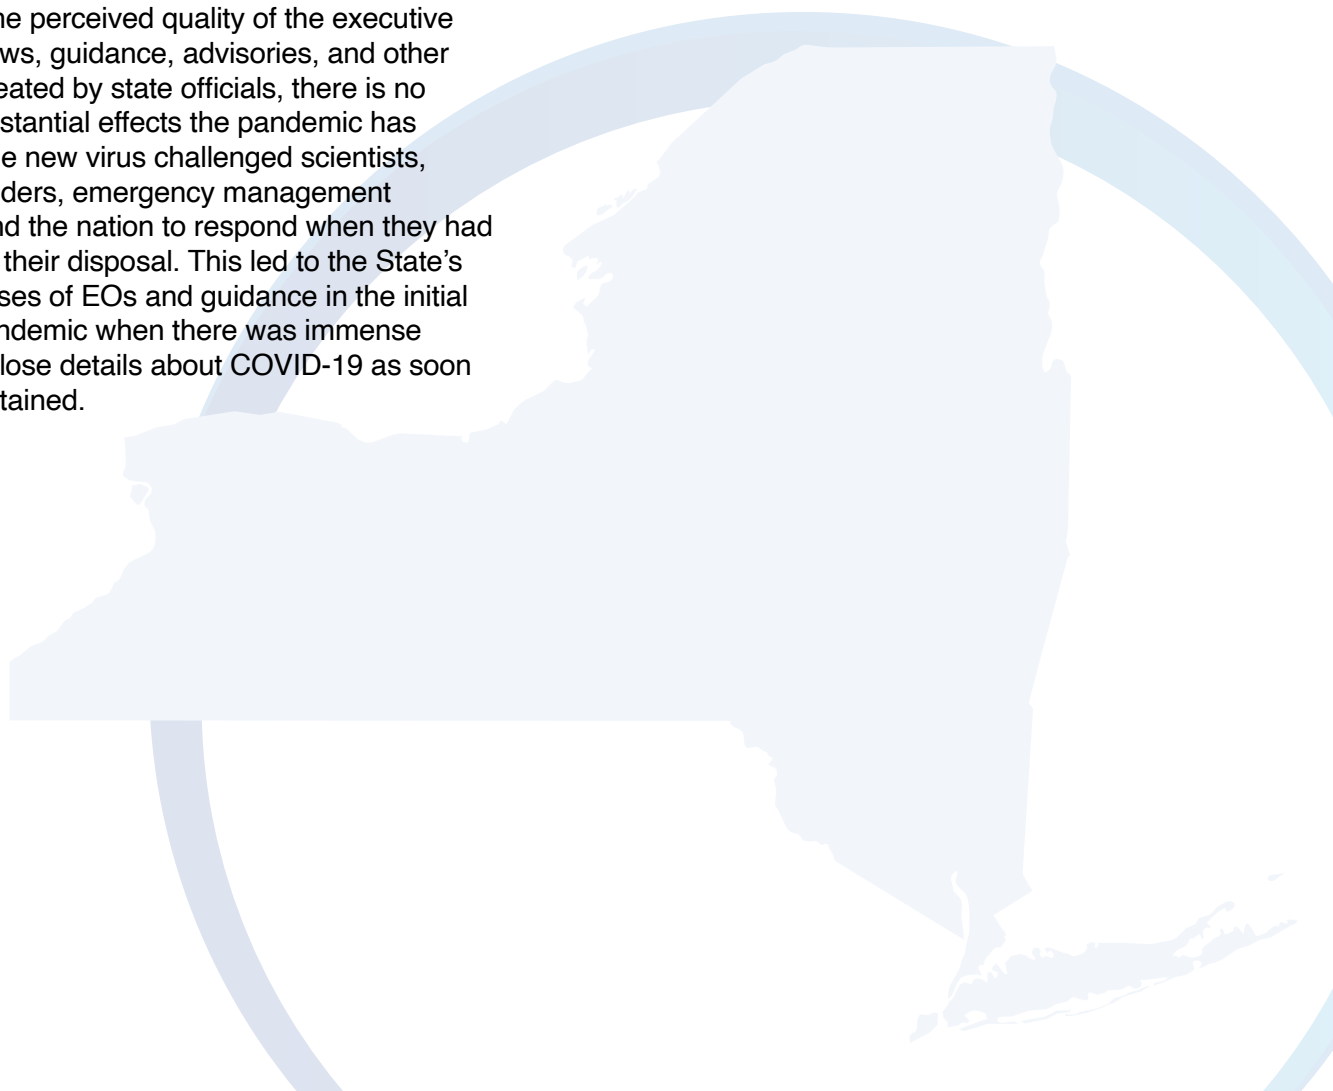 he perceived quality of the executive
ws, guidance, advisories, and other
eated by state officials, there is no
stantial effects the pandemic has
e new virus challenged scientists,
ders, emergency management
nd the nation to respond when they had
their disposal. This led to the State’s
ses of EOs and guidance in the initial
ndemic when there was immense
lose details about COVID-19 as soon
tained.